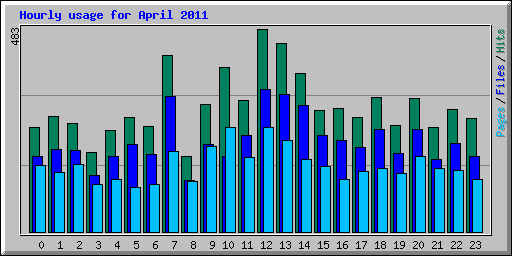 Hourly usage for April 2011
483
Pages / Files / Hits
0 1 2 3 4 5 6 7 8 9 10 11 12 13 14 15 16 17 18 19 20 21 22 23